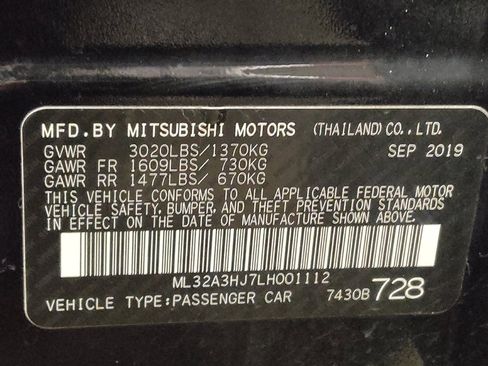 MFD.BY MITSUBISHI MOTORS (THAILAND) CO., LTD.
GVWR 3020LBS/1370KG SEP 2019
GAWR FR 1609LBS/ 730KG
GAWR RR 1477LBS/ 670KG
THIS VEHICLE CONFORMS TO ALL APPLICABLE FEDERAL MOTOR
VEHICLE SAFETY, BUMPER, AND THEFT PREVENTION STANDARDS
IN EFFECT ON THE DATE OF MANUFACTURE SHOWN ABOVE.
ML32A3HJ7LH001112
VEHICLE TYPE:PASSENGER CAR 7430B 728